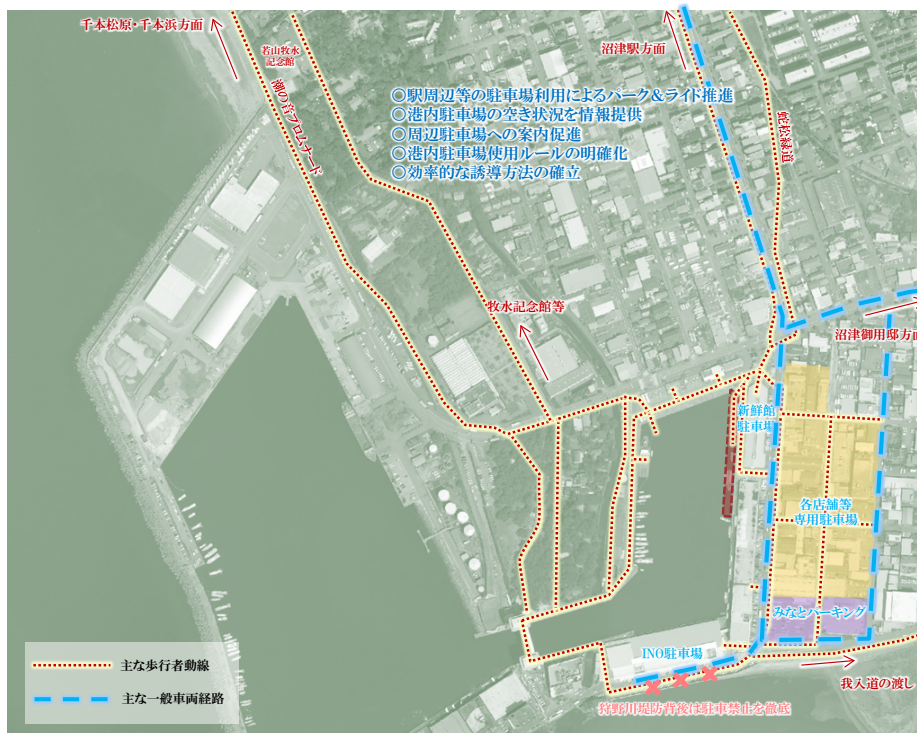 千本松原・千本浜方面
若山牧水
記念館
潮の音プロムナード
沼津駅方面
○駅周辺等の駐車場利用によるパーク&ライド推進
○港内駐車場の空き状況を情報提供
○周辺駐車場への案内促進
○港内駐車場使用ルールの明確化
○効率的な誘導方法の確立
蛇松緑道
牧水記念館等
沼津御用邸方面
新鮮館
駐車場
各店舗等
専用駐車場
みなとパーキング
INO駐車場
我入道の渡し
狩野川堤防背後は駐車禁止を徹底
主な歩行者動線
主な一般車両経路